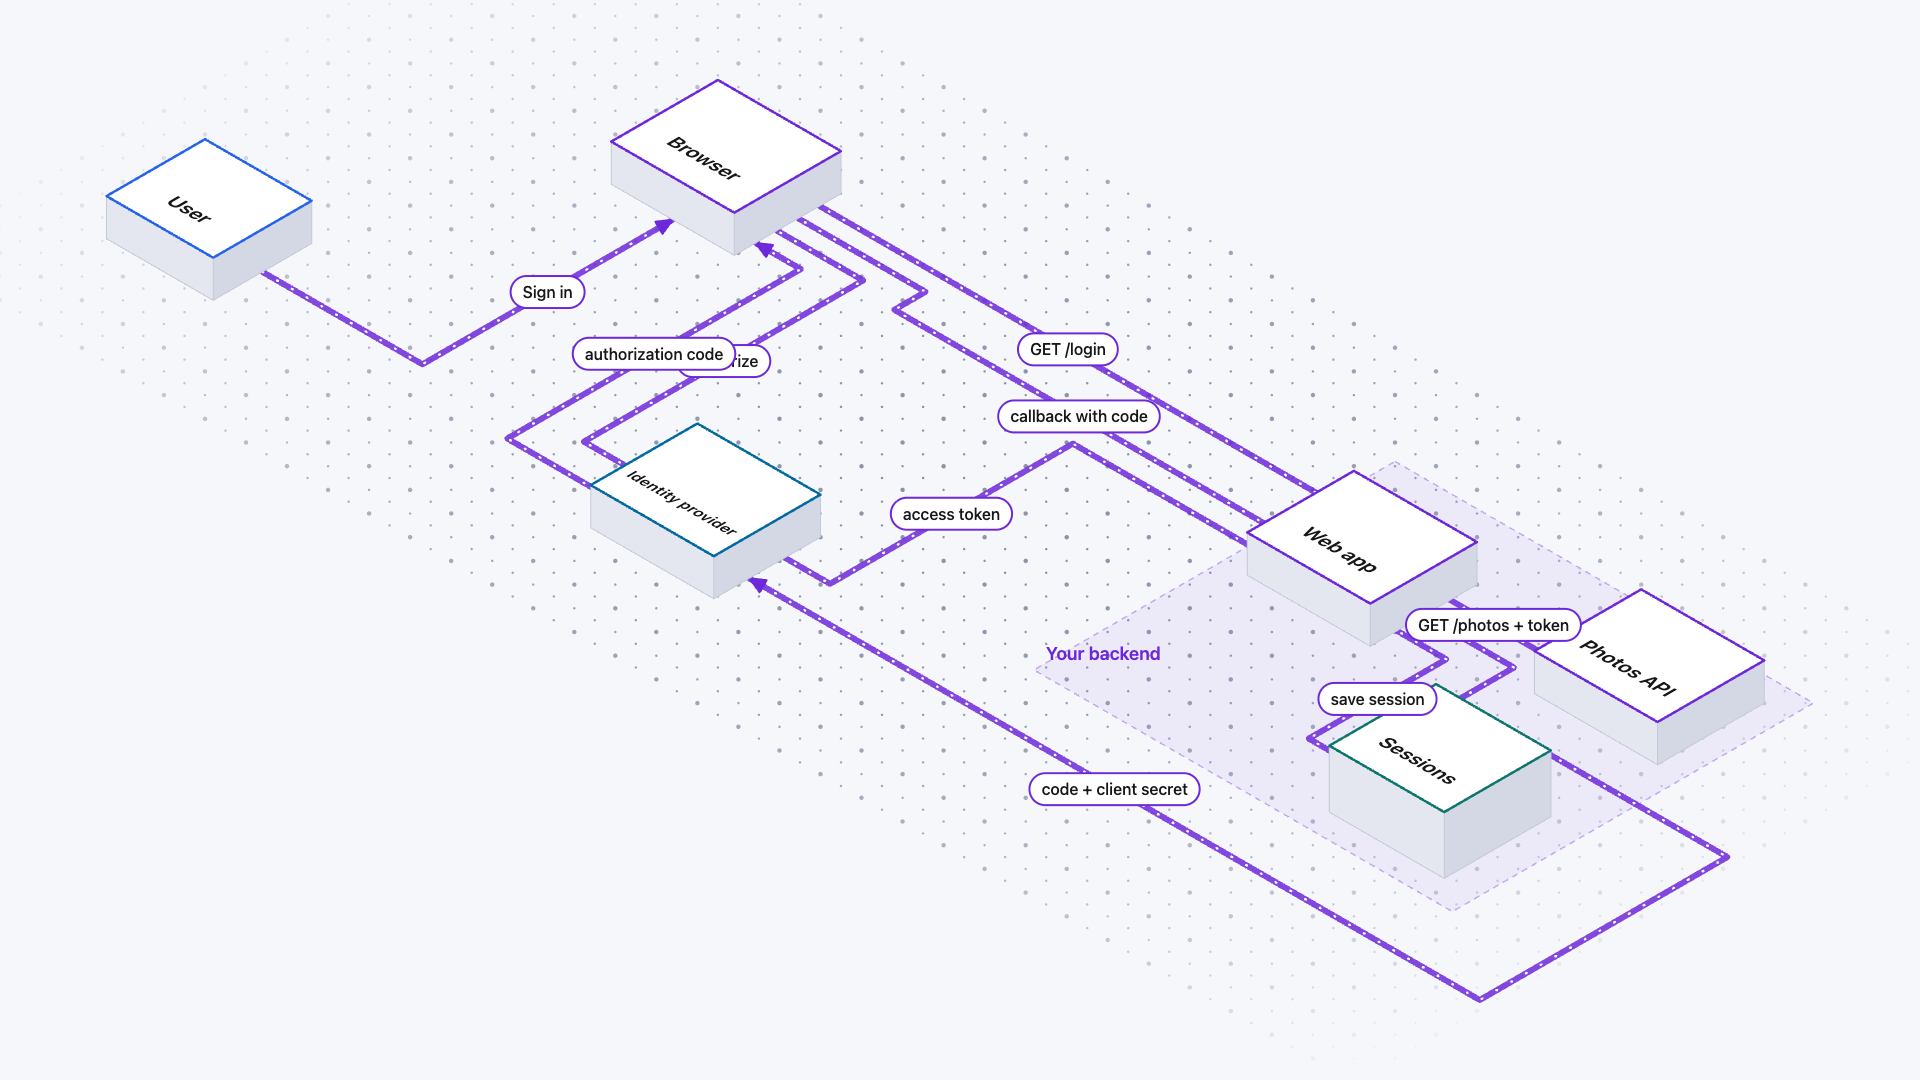 Browser
User
Sign in
authorization code
rize
GET /login
callback with code
Identity provider
access token
Web app
GET /photos + token
Your backend
Photos API
save session
Sessions
code + client secret